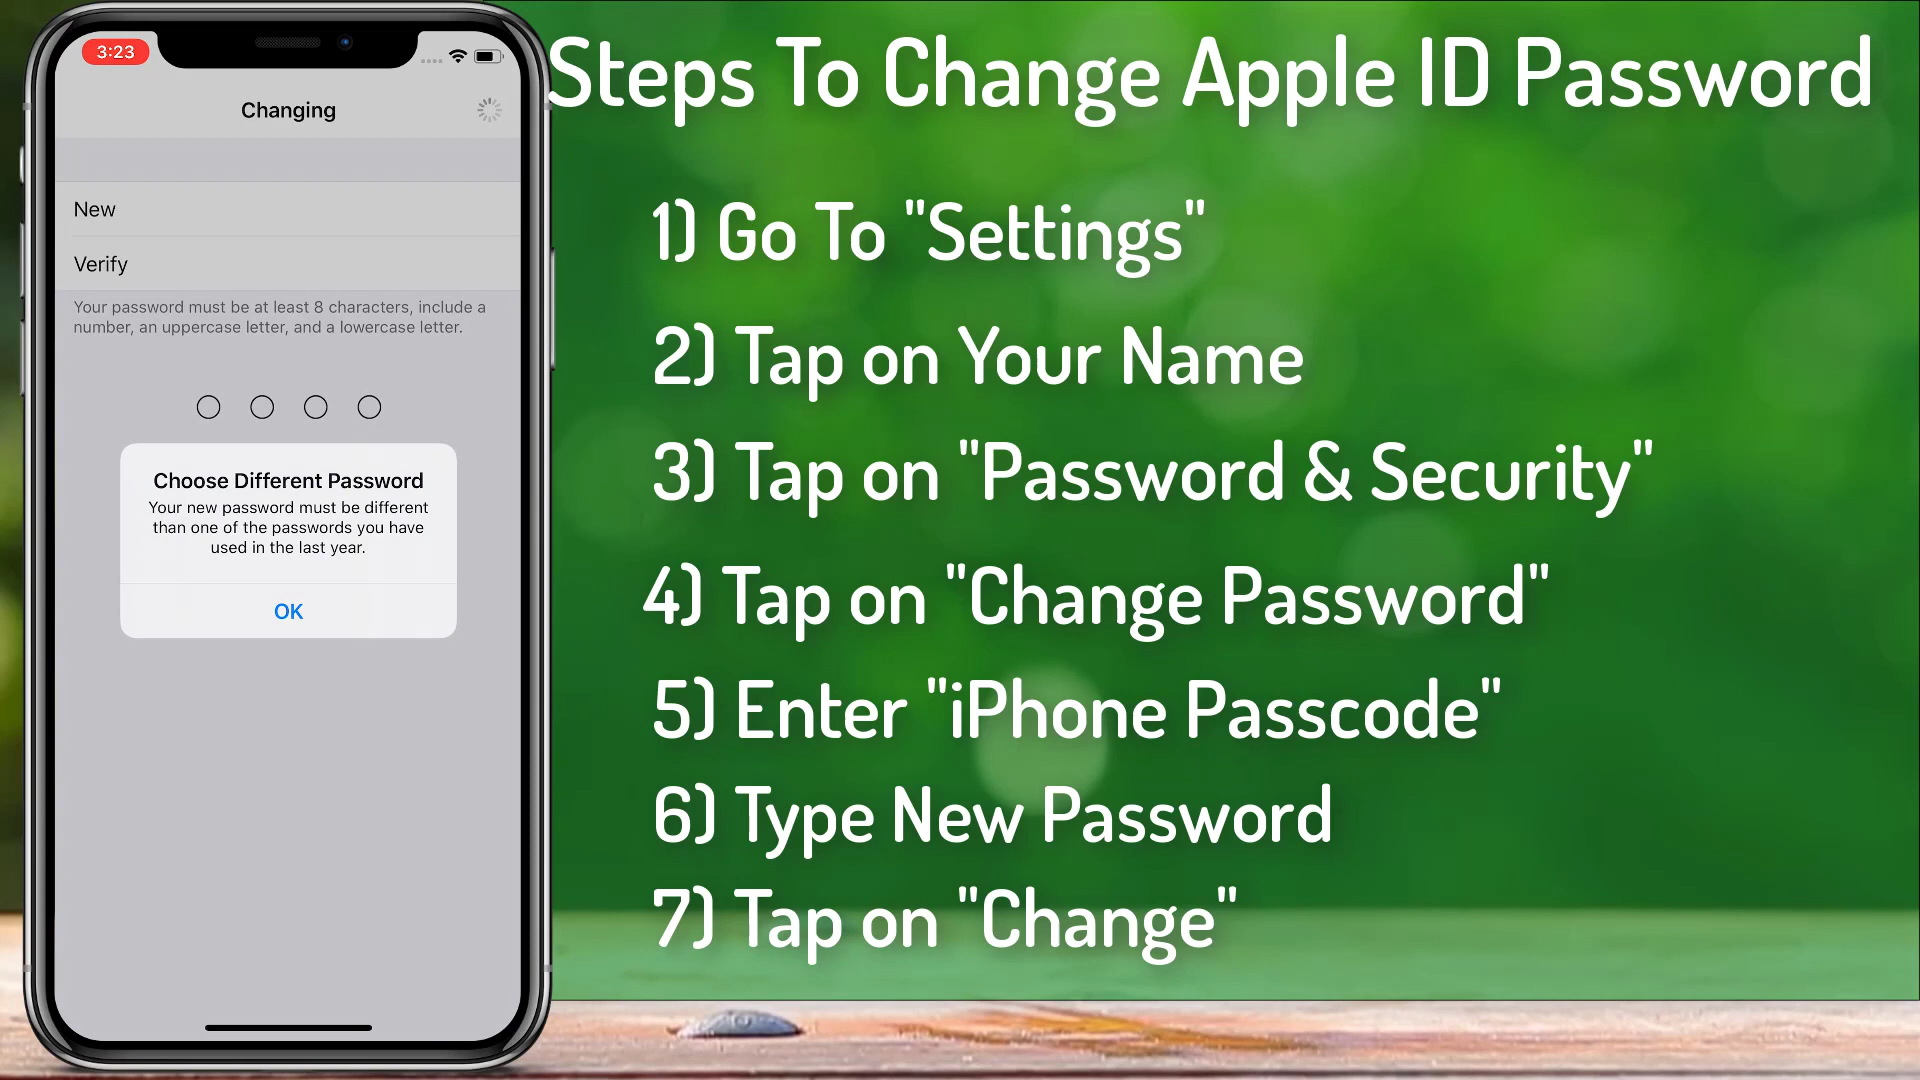 3:23
Changing
New
Verify
Your password must be at least 8 characters, include a
number, an uppercase letter, and a lowercase letter.
Choose Different Password
Your new password must be different
than one of the passwords you have
used in the last year.
OK
Steps To Change Apple ID Password
1) Go To "Settings"
2) Tap on Your Name
3) Tap on "Password & Security"
4) Tap on "Change Password"
5) Enter "iPhone Passcode"
6) Type New Password
7) Tap on "Change"